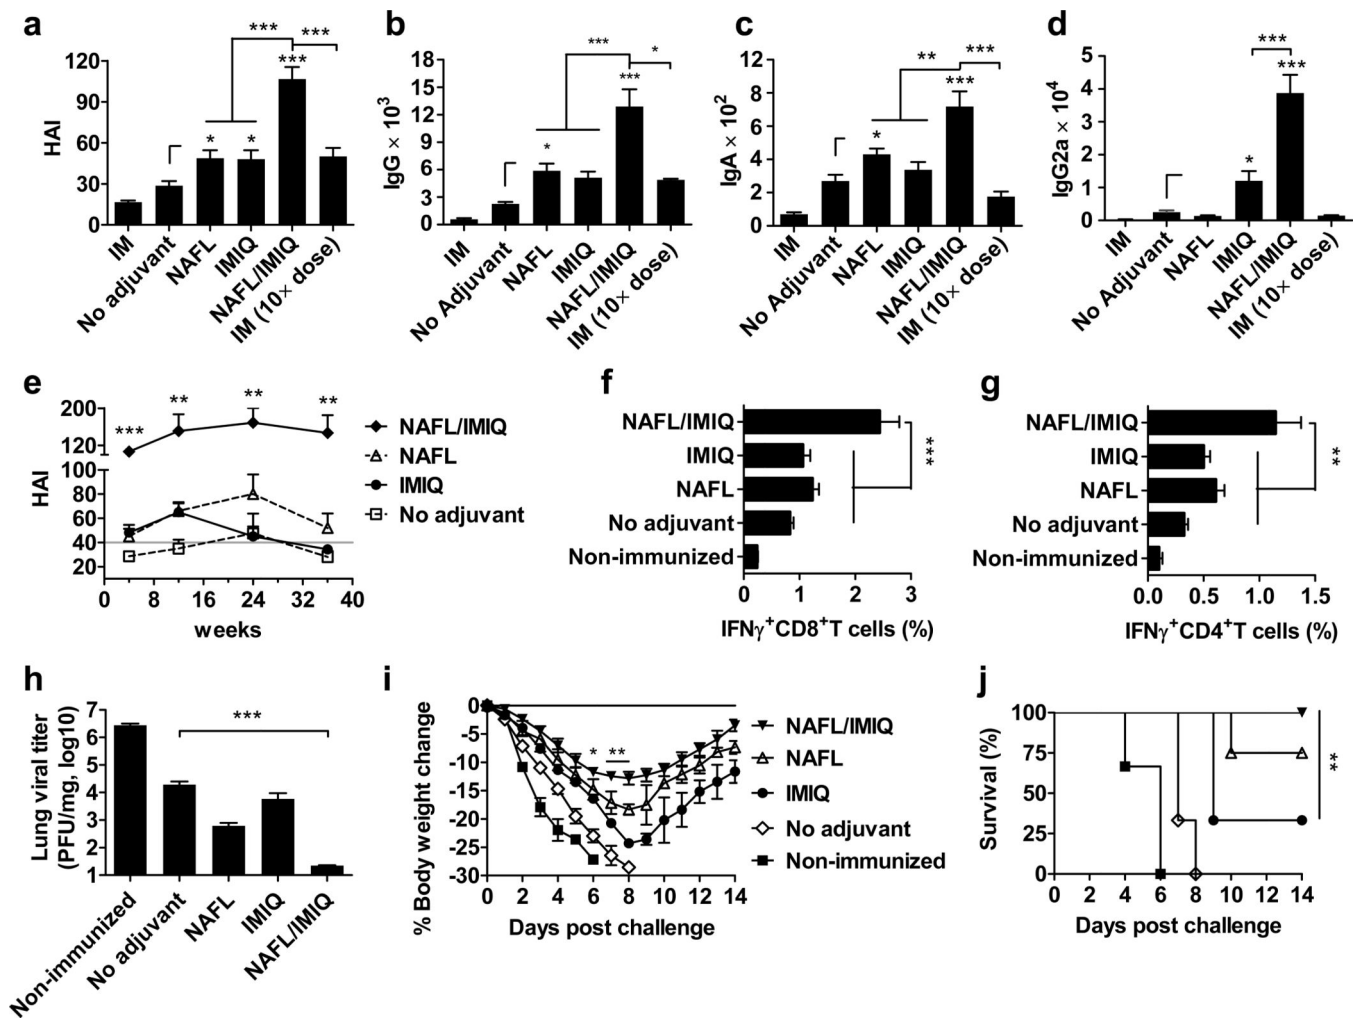 a
HAI
120
90
60
30
0
*
*
***
***
***
IM
No adjuvant
NAFL
IMIQ
NAFL/IMIQ
IM (10× dose)
b
IgG × 10³
18
15
12
9
6
3
0
*
***
***
*
IM
No Adjuvant
NAFL
IMIQ
NAFL/IMIQ
IM (10× dose)
c
IgA × 10²
12
8
6
4
2
0
*
***
**
***
IM
No Adjuvant
NAFL
IMIQ
NAFL/IMIQ
IM (10× dose)
d
IgG2a × 10⁴
5
4
3
2
1
0
*
***
***
IM
No Adjuvant
NAFL
IMIQ
NAFL/IMIQ
IM (10× dose)
e
HAI
200
120
100
80
60
40
20
***
**
**
**
0 8 16 24 32 40
weeks
NAFL/IMIQ
NAFL
IMIQ
No adjuvant
f
NAFL/IMIQ
IMIQ
NAFL
No adjuvant
Non-immunized
***
0 1 2 3
IFNγ⁺CD8⁺T cells (%)
g
NAFL/IMIQ
IMIQ
NAFL
No adjuvant
Non-immunized
**
0.0 0.5 1.0 1.5
IFNγ⁺CD4⁺T cells (%)
h
Lung viral titer
(PFU/mg, log10)
7
6
5
4
3
2
1
***
Non-immunized
No adjuvant
NAFL
IMIQ
NAFL/IMIQ
i
% Body weight change
0
-5
-10
-15
-20
-25
-30
* **
0 2 4 6 8 10 12 14
Days post challenge
NAFL/IMIQ
NAFL
IMIQ
No adjuvant
Non-immunized
j
Survival (%)
100
75
50
25
0
**
0 2 4 6 8 10 12 14
Days post challenge